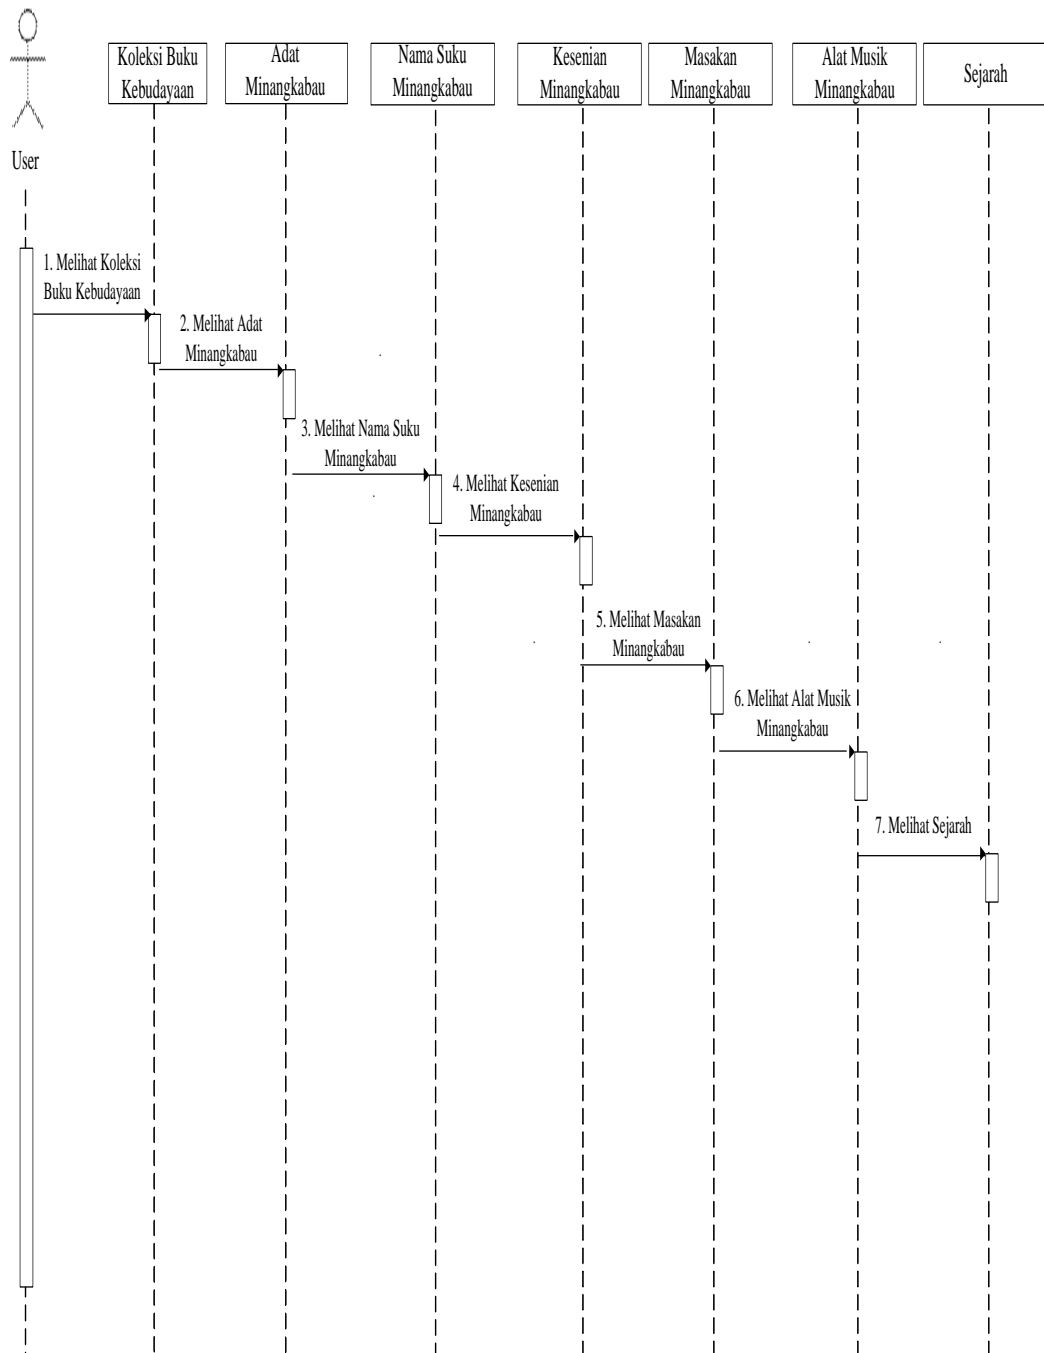 Koleksi Buku
Kebudayaan
Adat
Minangkabau
Nama Suku
Minangkabau
Kesenian
Minangkabau
Masakan
Minangkabau
Alat Musik
Minangkabau
Sejarah
User
1. Melihat Koleksi
Buku Kebudayaan
2. Melihat Adat
Minangkabau
3. Melihat Nama Suku
Minangkabau
4. Melihat Kesenian
Minangkabau
5. Melihat Masakan
Minangkabau
6. Melihat Alat Musik
Minangkabau
7. Melihat Sejarah